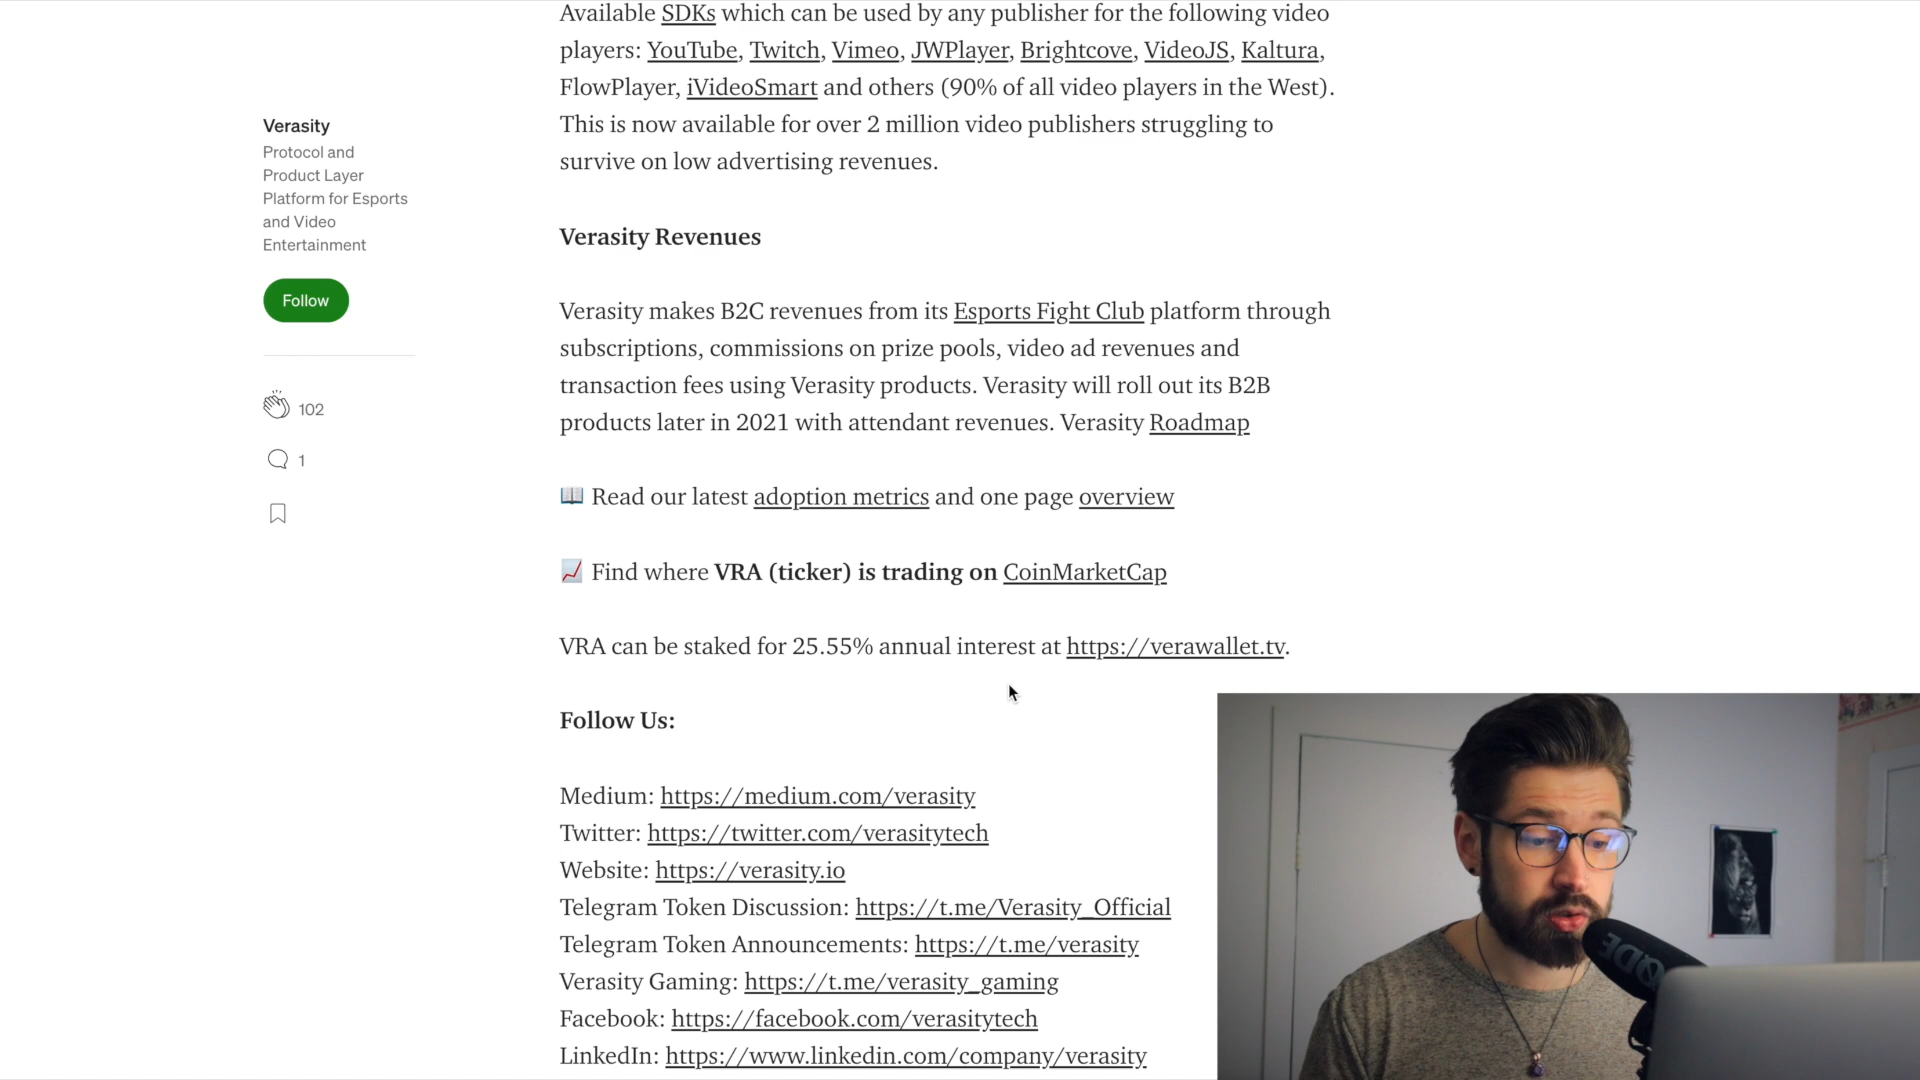 Available SDKs which can be used by any publisher for the following video
players: YouTube, Twitch, Vimeo, JWPlayer, Brightcove, VideoJS, Kaltura,
FlowPlayer, iVideoSmart and others (90% of all video players in the West).
This is now available for over 2 million video publishers struggling to
survive on low advertising revenues.
Verasity
Protocol and
Product Layer
Platform for Esports
and Video
Entertainment
Follow
102
1
Verasity Revenues
Verasity makes B2C revenues from its Esports Fight Club platform through
subscriptions, commissions on prize pools, video ad revenues and
transaction fees using Verasity products. Verasity will roll out its B2B
products later in 2021 with attendant revenues. Verasity Roadmap
📖 Read our latest adoption metrics and one page overview
📈 Find where VRA (ticker) is trading on CoinMarketCap
VRA can be staked for 25.55% annual interest at https://verawallet.tv.
Follow Us:
Medium: https://medium.com/verasity
Twitter: https://twitter.com/verasitytech
Website: https://verasity.io
Telegram Token Discussion: https://t.me/Verasity_Official
Telegram Token Announcements: https://t.me/verasity
Verasity Gaming: https://t.me/verasity_gaming
Facebook: https://facebook.com/verasitytech
LinkedIn: https://www.linkedin.com/company/verasity
RODE